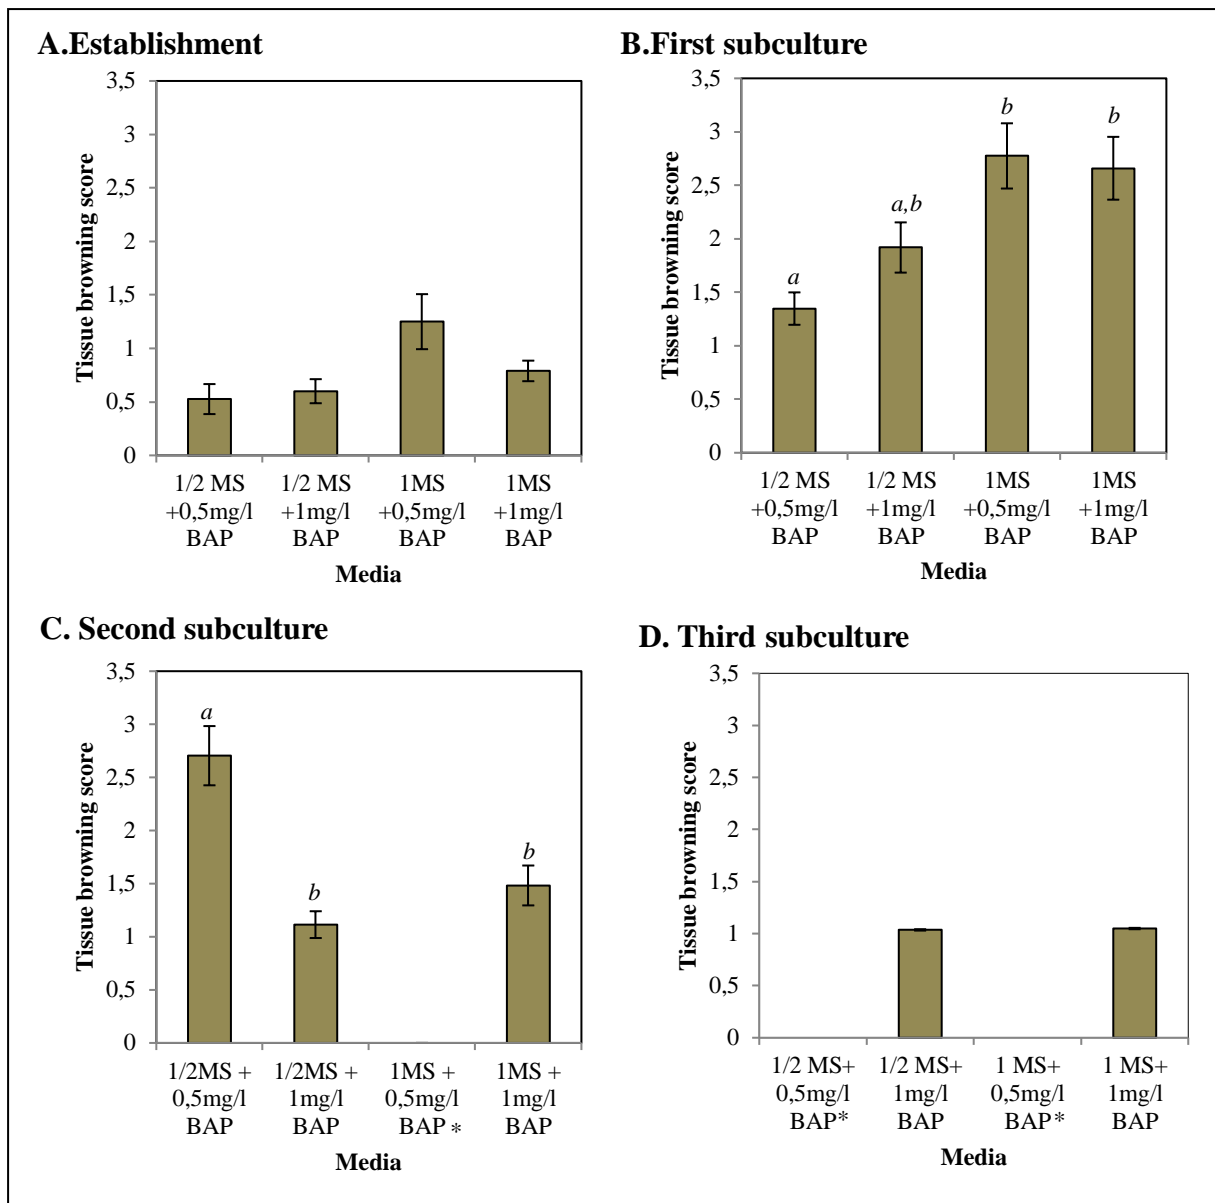 A.Establishment
3,5
3
2,5
2
1,5
1
0,5
0
Tissue browning score
1/2 MS +0,5mg/l BAP
1/2 MS +1mg/l BAP
1MS +0,5mg/l BAP
1MS +1mg/l BAP
Media
B.First subculture
3,5
3
2,5
2
1,5
1
0,5
0
Tissue browning score
a
a,b
b
b
1/2 MS +0,5mg/l BAP
1/2 MS +1mg/l BAP
1MS +0,5mg/l BAP
1MS +1mg/l BAP
Media
C. Second subculture
3,5
3
2,5
2
1,5
1
0,5
0
Tissue browning score
a
b
b
1/2MS + 0,5mg/l BAP
1/2MS + 1mg/l BAP
1MS + 0,5mg/l BAP *
1MS + 1mg/l BAP
Media
D. Third subculture
3,5
3
2,5
2
1,5
1
0,5
0
Tissue browning score
1/2 MS+ 0,5mg/l BAP*
1/2 MS+ 1mg/l BAP
1 MS+ 0,5mg/l BAP*
1 MS+ 1mg/l BAP
Media